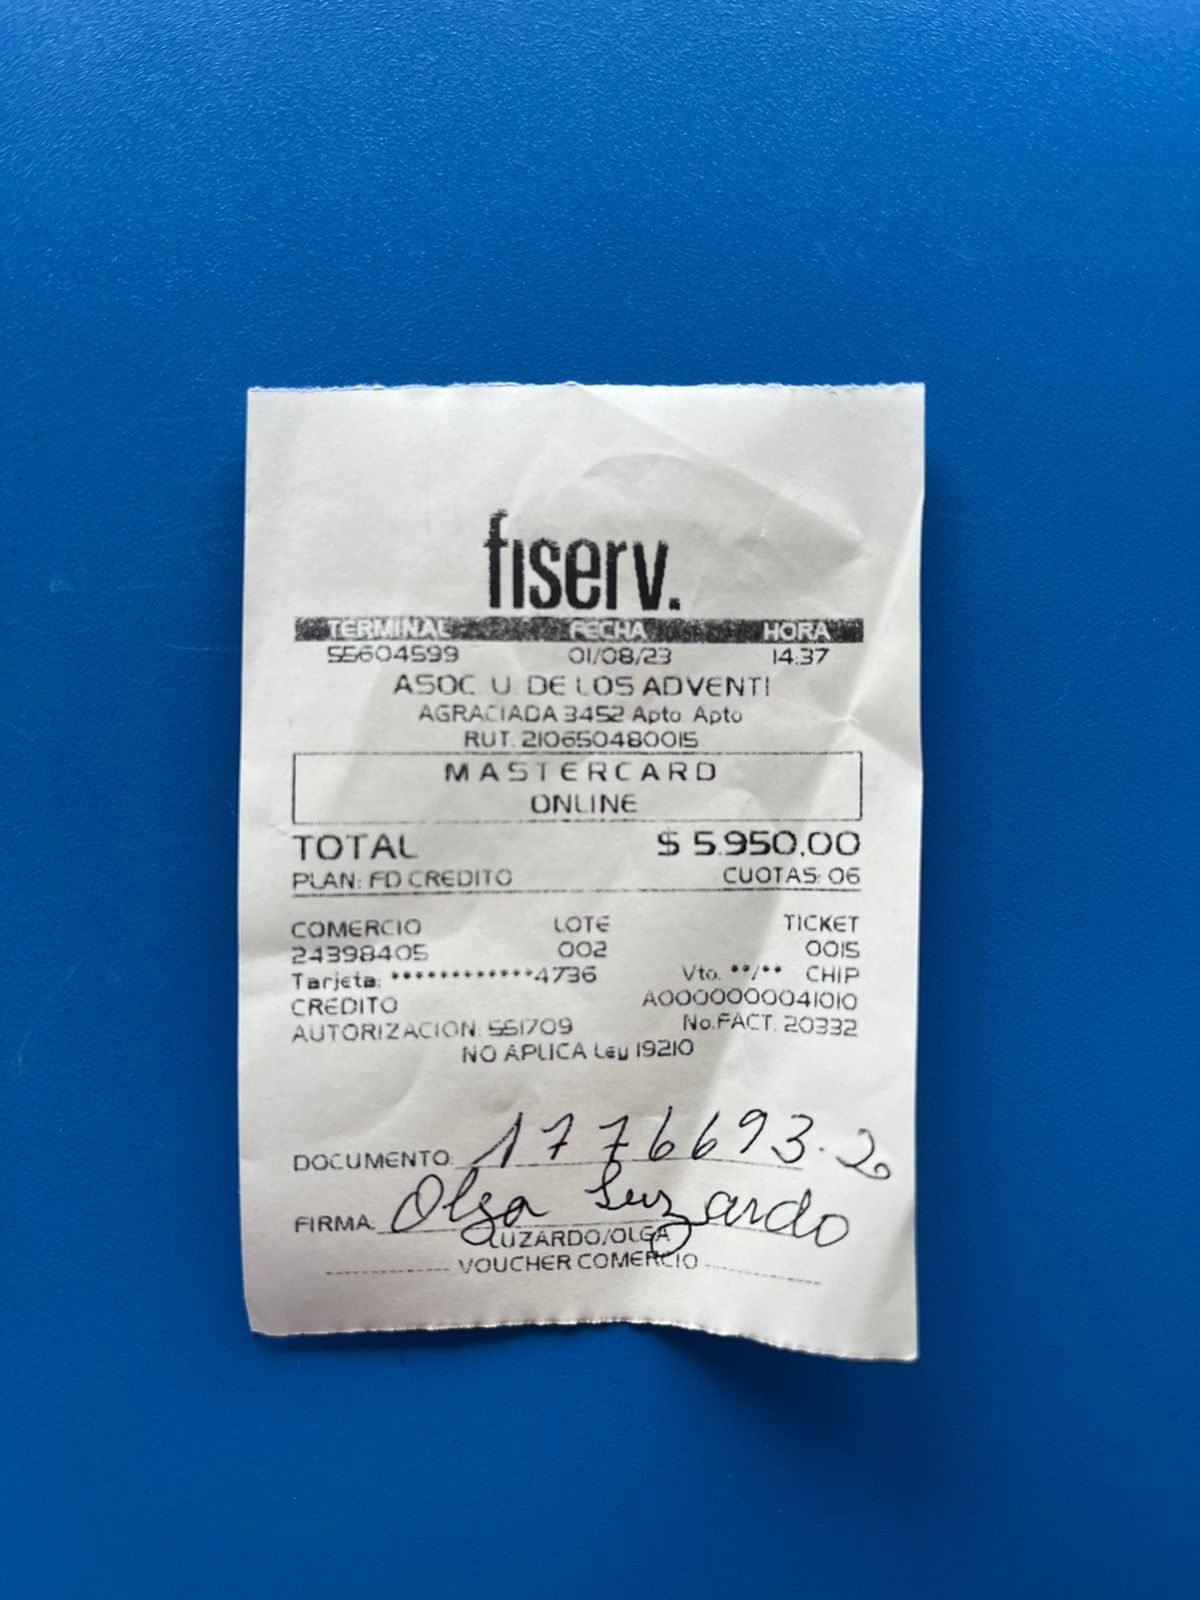 fiserv.
TERMINAL FECHA HORA
55604599 01/08/23 14:37
ASOC. U. DE LOS ADVENTI
AGRACIADA 3452 Apto. Apto
RUT. 210650480015
MASTERCARD
ONLINE
TOTAL $ 5.950,00
PLAN: FD CREDITO CUOTAS: 06
COMERCIO LOTE TICKET
24398405 002 0015
Tarjeta: ************4736 Vto. **/** CHIP
CREDITO A0000000041010
AUTORIZACION: 551709 No.FACT. 20332
NO APLICA Ley 19210
DOCUMENTO 1776693-2
FIRMA Olga Luzardo
LUZARDO/OLGA
VOUCHER COMERCIO